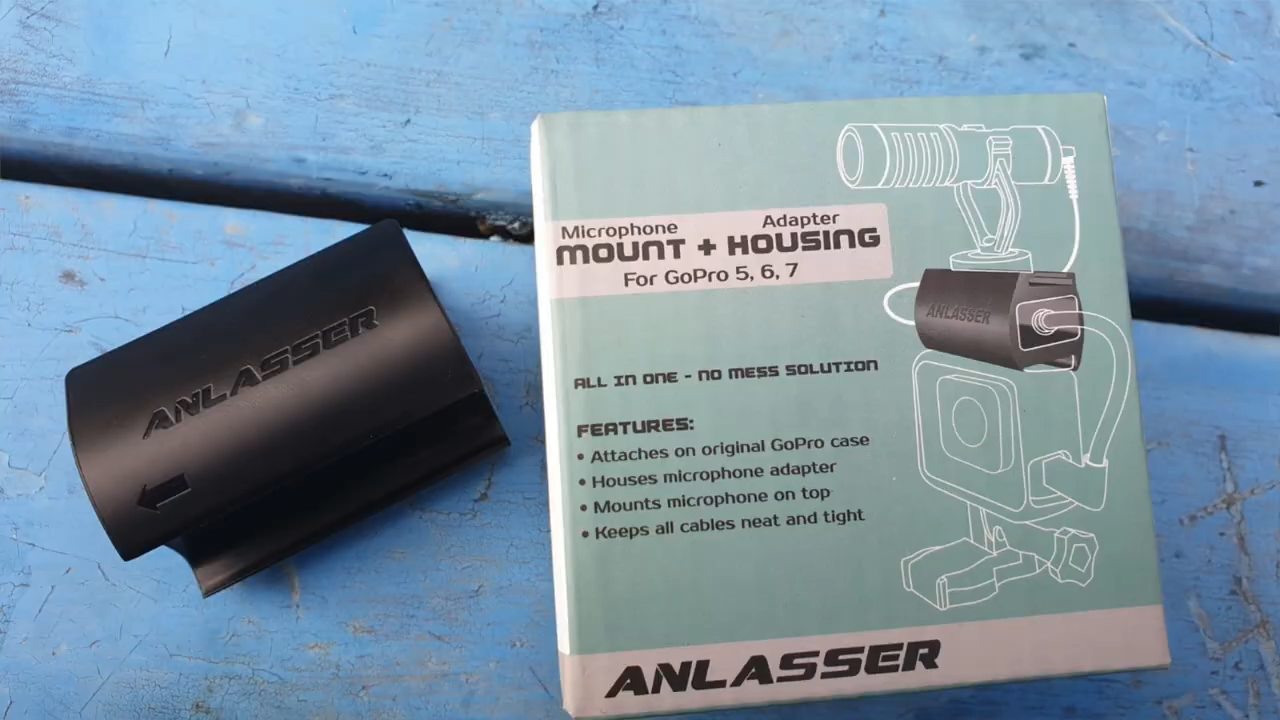 ANLASSER
Microphone Adapter
MOUNT + HOUSING
For GoPro 5, 6, 7
ANLASSER
ALL IN ONE - NO MESS SOLUTION
FEATURES:
• Attaches on original GoPro case
• Houses microphone adapter
• Mounts microphone on top
• Keeps all cables neat and tight
ANLASSER